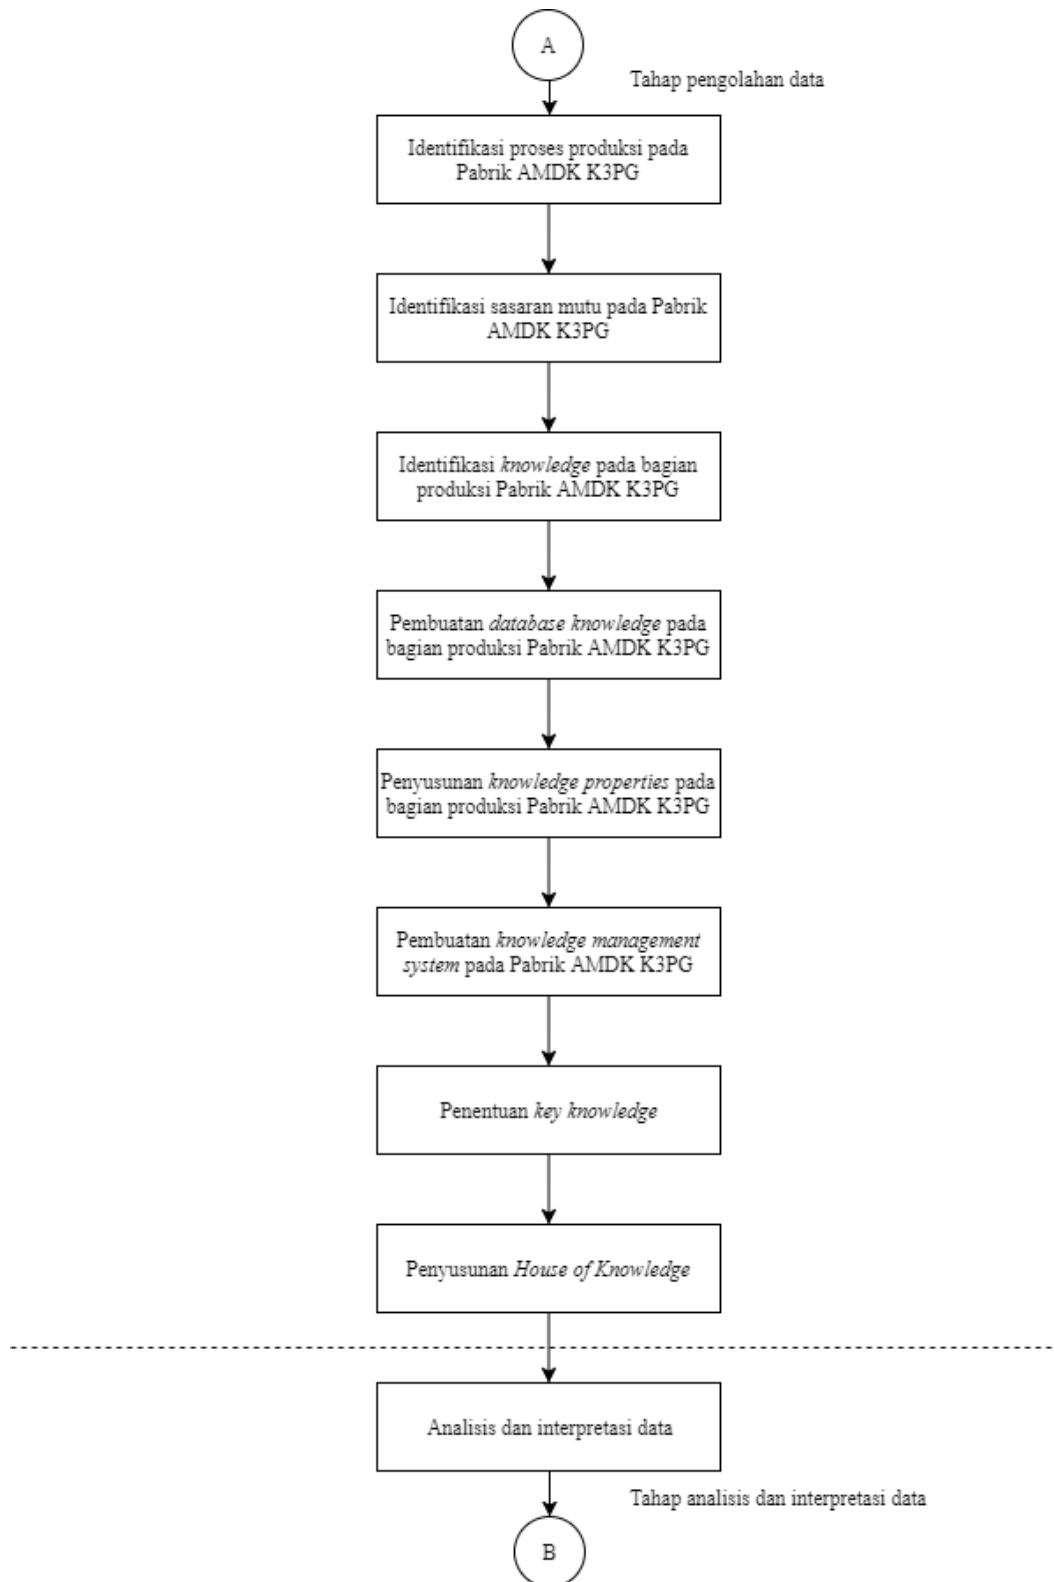 A
Tahap pengolahan data
Identifikasi proses produksi pada
Pabrik AMDK K3PG
Identifikasi sasaran mutu pada Pabrik
AMDK K3PG
Identifikasi knowledge pada bagian
produksi Pabrik AMDK K3PG
Pembuatan database knowledge pada
bagian produksi Pabrik AMDK K3PG
Penyusunan knowledge properties pada
bagian produksi Pabrik AMDK K3PG
Pembuatan knowledge management
system pada Pabrik AMDK K3PG
Penentuan key knowledge
Penyusunan House of Knowledge
Analisis dan interpretasi data
Tahap analisis dan interpretasi data
B